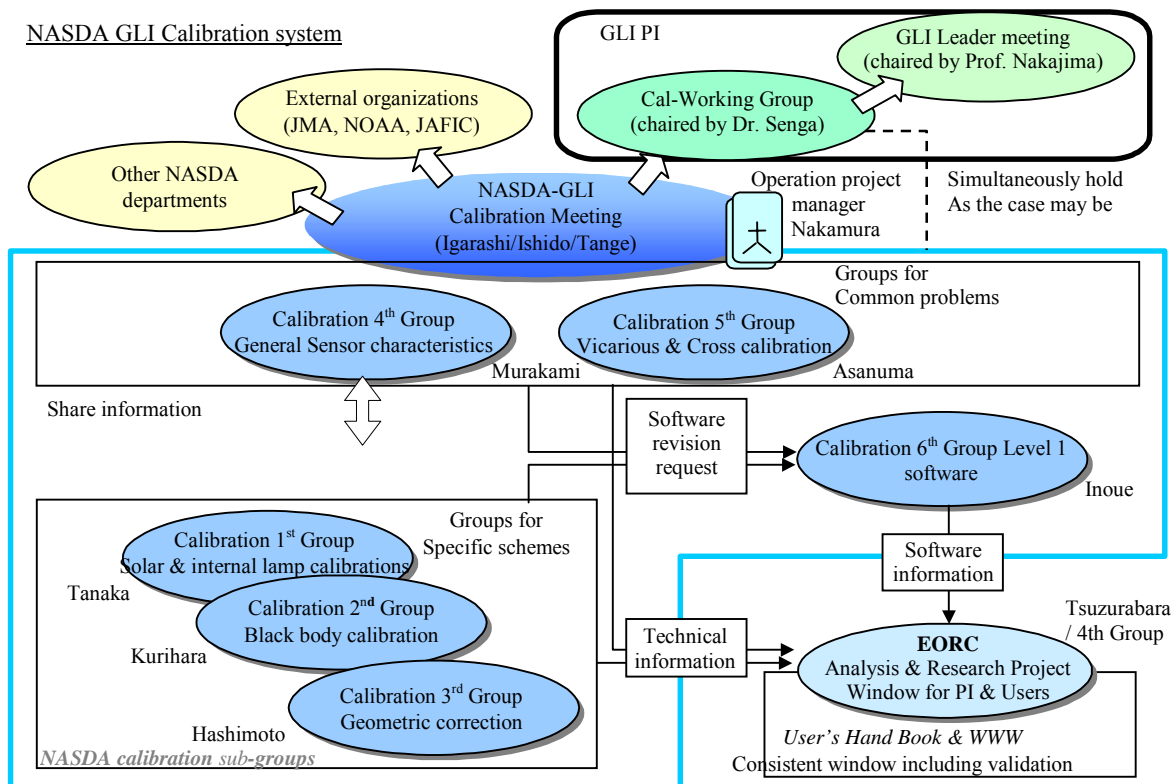 NASDA GLI Calibration system
GLI PI
GLI Leader meeting
(chaired by Prof. Nakajima)
Cal-Working Group
(chaired by Dr. Senga)
External organizations
(JMA, NOAA, JAFIC)
Other NASDA
departments
NASDA-GLI
Calibration Meeting
(Igarashi/Ishido/Tange)
Operation project
manager
Nakamura
Simultaneously hold
As the case may be
Groups for
Common problems
Calibration 4th Group
General Sensor characteristics
Murakami
Calibration 5th Group
Vicarious & Cross calibration
Asanuma
Share information
Software
revision
request
Calibration 6th Group Level 1
software
Inoue
Groups for
Specific schemes
Calibration 1st Group
Solar & internal lamp calibrations
Tanaka
Calibration 2nd Group
Black body calibration
Kurihara
Calibration 3rd Group
Geometric correction
Hashimoto
NASDA calibration sub-groups
Software
information
Technical
information
Tsuzurabara
/ 4th Group
EORC
Analysis & Research Project
Window for PI & Users
User's Hand Book & WWW
Consistent window including validation